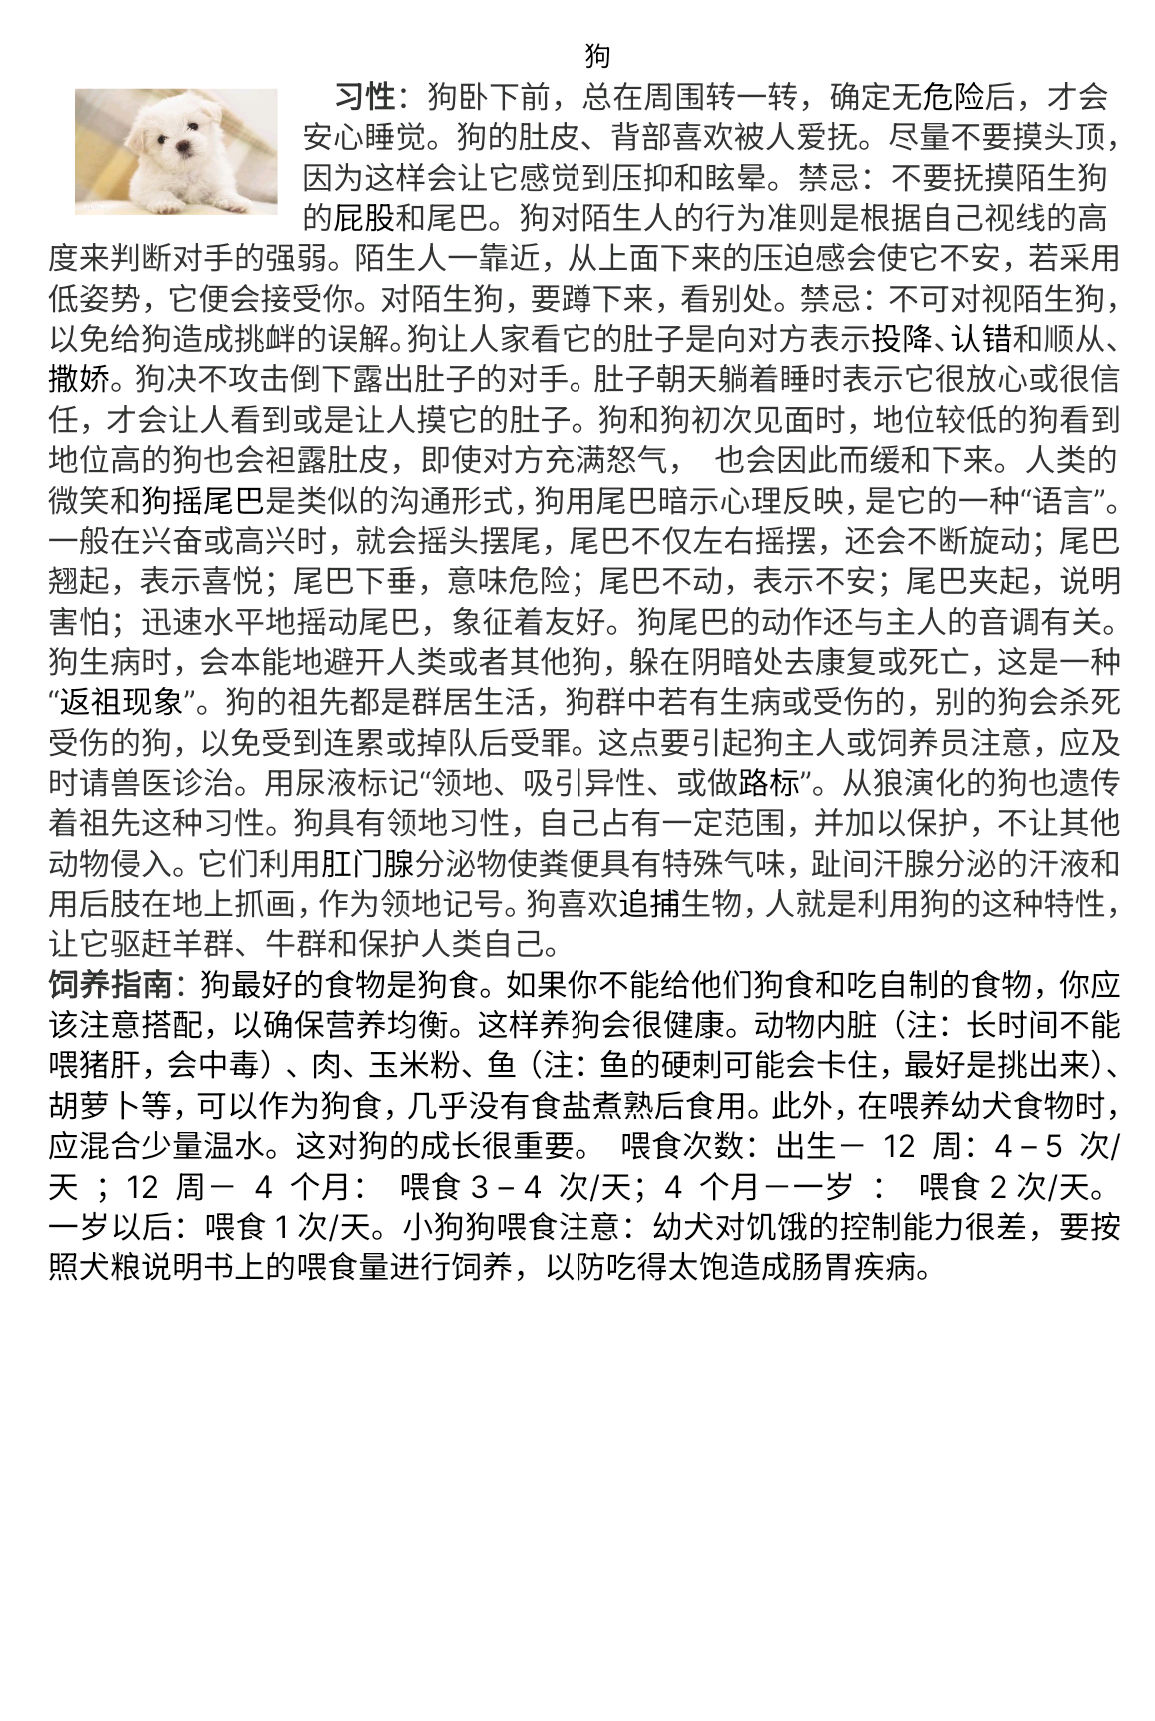 狗
习性：狗卧下前，总在周围转一转，确定无危险后，才会
安心睡觉。狗的肚皮、背部喜欢被人爱抚。尽量不要摸头顶，
因为这样会让它感觉到压抑和眩晕。禁忌：不要抚摸陌生狗
的屁股和尾巴。狗对陌生人的行为准则是根据自己视线的高
度来判断对手的强弱。陌生人一靠近，从上面下来的压迫感会使它不安，若采用
低姿势，它便会接受你。对陌生狗，要蹲下来，看别处。禁忌：不可对视陌生狗，
以免给狗造成挑衅的误解。狗让人家看它的肚子是向对方表示投降、认错和顺从、
撒娇。狗决不攻击倒下露出肚子的对手。肚子朝天躺着睡时表示它很放心或很信
任，才会让人看到或是让人摸它的肚子。狗和狗初次见面时，地位较低的狗看到
地位高的狗也会袒露肚皮，即使对方充满怒气， 也会因此而缓和下来。人类的
微笑和狗摇尾巴是类似的沟通形式，狗用尾巴暗示心理反映，是它的一种“语言”。
一般在兴奋或高兴时，就会摇头摆尾，尾巴不仅左右摇摆，还会不断旋动；尾巴
翘起，表示喜悦；尾巴下垂，意味危险；尾巴不动，表示不安；尾巴夹起，说明
害怕；迅速水平地摇动尾巴，象征着友好。狗尾巴的动作还与主人的音调有关。
狗生病时，会本能地避开人类或者其他狗，躲在阴暗处去康复或死亡，这是一种
“返祖现象”。狗的祖先都是群居生活，狗群中若有生病或受伤的，别的狗会杀死
受伤的狗，以免受到连累或掉队后受罪。这点要引起狗主人或饲养员注意，应及
时请兽医诊治。用尿液标记“领地、吸引异性、或做路标”。从狼演化的狗也遗传
着祖先这种习性。狗具有领地习性，自己占有一定范围，并加以保护，不让其他
动物侵入。它们利用肛门腺分泌物使粪便具有特殊气味，趾间汗腺分泌的汗液和
用后肢在地上抓画，作为领地记号。狗喜欢追捕生物，人就是利用狗的这种特性，
让它驱赶羊群、牛群和保护人类自己。
饲养指南：狗最好的食物是狗食。如果你不能给他们狗食和吃自制的食物，你应
该注意搭配，以确保营养均衡。这样养狗会很健康。动物内脏（注：长时间不能
喂猪肝，会中毒）、肉、玉米粉、鱼（注：鱼的硬刺可能会卡住，最好是挑出来）、
胡萝卜等，可以作为狗食，几乎没有食盐煮熟后食用。此外，在喂养幼犬食物时，
应混合少量温水。这对狗的成长很重要。 喂食次数：出生－ 12 周：4 – 5 次/
天 ；12 周－ 4 个月： 喂食 3 – 4 次/天；4 个月－一岁 ： 喂食 2 次/天。
一岁以后：喂食 1 次/天。小狗狗喂食注意：幼犬对饥饿的控制能力很差，要按
照犬粮说明书上的喂食量进行饲养，以防吃得太饱造成肠胃疾病。